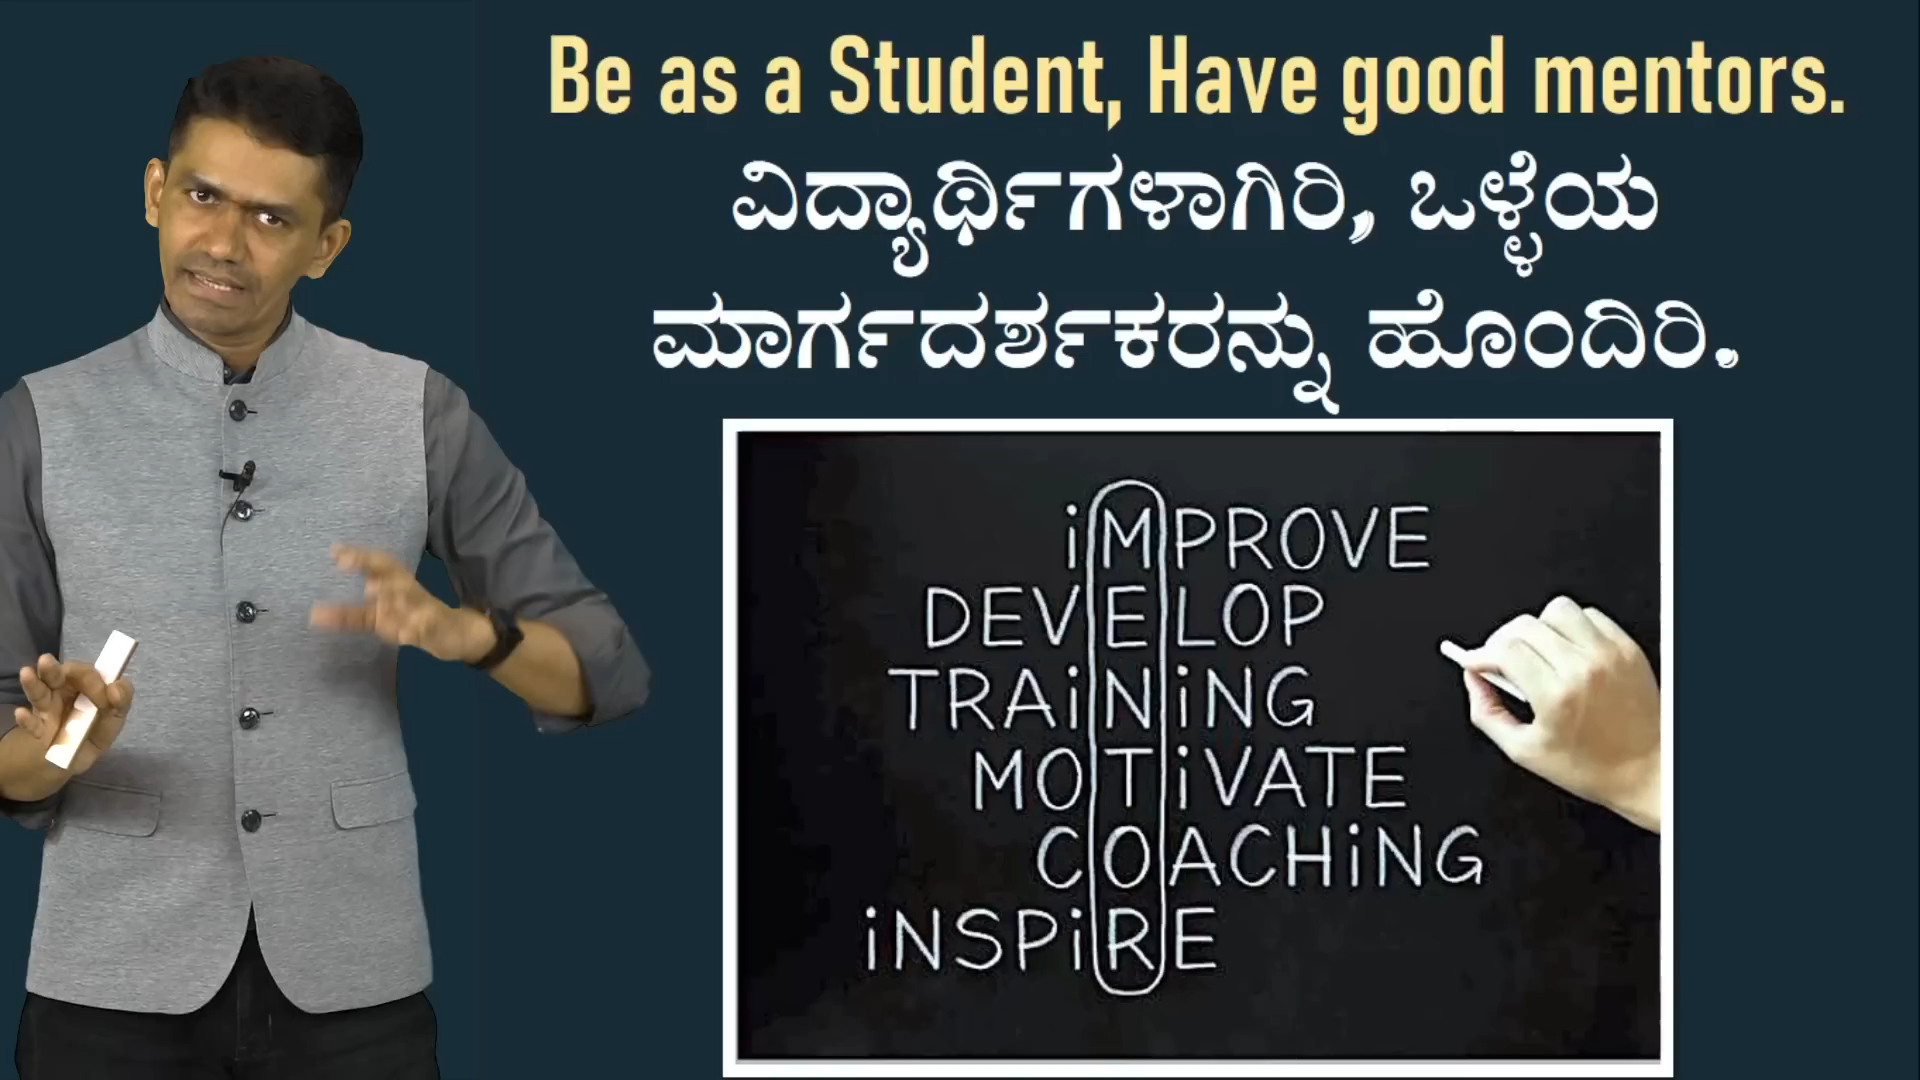 Be as a Student, Have good mentors.
ವಿದ್ಯಾರ್ಥಿಗಳಾಗಿರಿ, ಒಳ್ಳೆಯ
ಮಾರ್ಗದರ್ಶಕರನ್ನು ಹೊಂದಿರಿ.
iMPROVE
DEVELOP
TRAiNiNG
MOTiVATE
COACHiNG
iNSPiRE